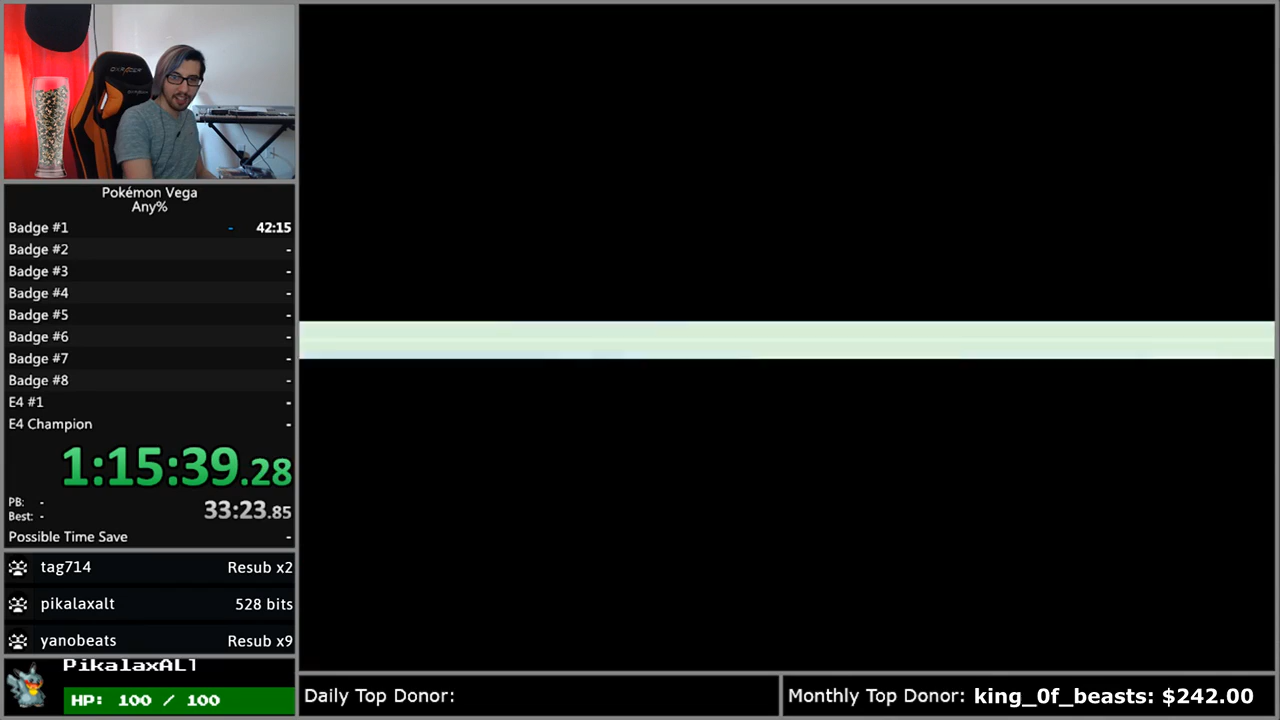 Pokémon Vega
Any%
Badge #1 - 42:15
Badge #2 -
Badge #3 -
Badge #4 -
Badge #5 -
Badge #6 -
Badge #7 -
Badge #8 -
E4 #1 -
E4 Champion -
1:15:39.28
PB: -
33:23.85
Best: -
Possible Time Save -
tag714 Resub x2
pikalaxalt 528 bits
yanobeats Resub x9
PikalaxALT
HP: 100 / 100
Daily Top Donor:
Monthly Top Donor: king_0f_beasts: $242.00